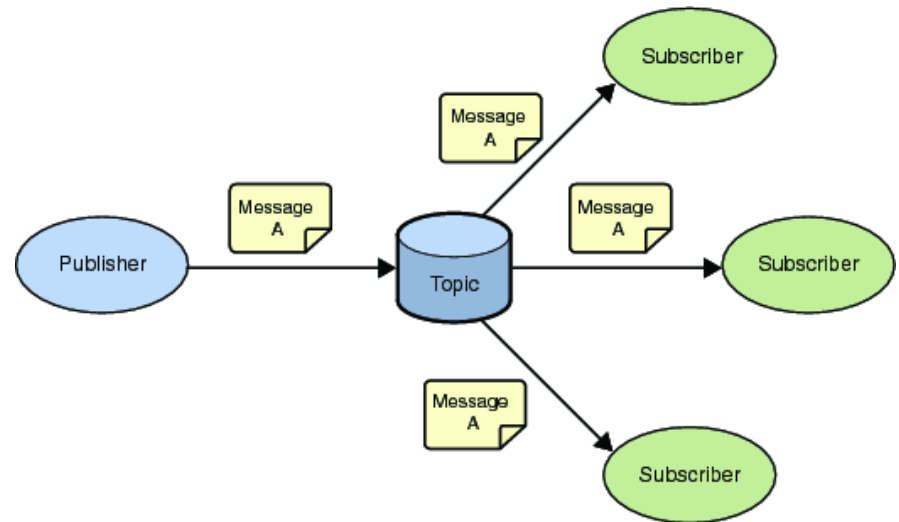 Subscriber
Message
A
Message
A
Message
A
Publisher
Topic
Subscriber
Message
A
Subscriber